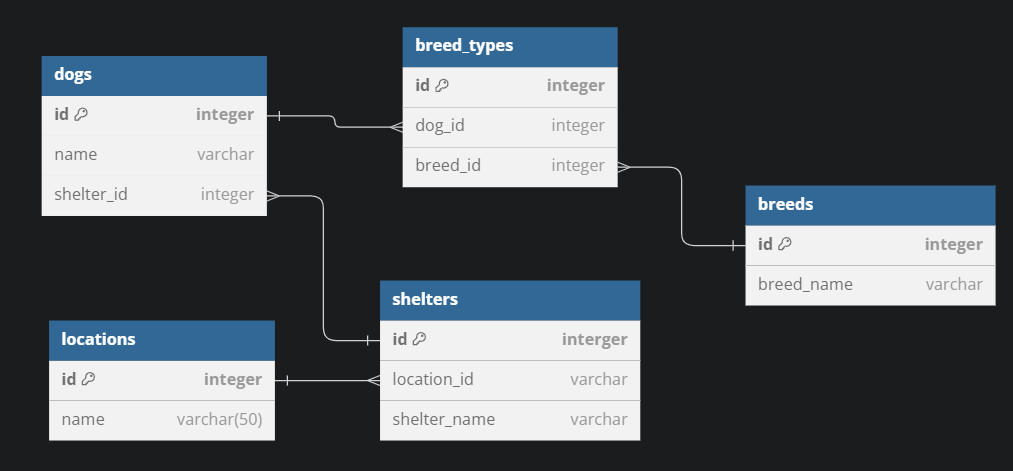 dogs
id integer
name varchar
shelter_id integer
breed_types
id integer
dog_id integer
breed_id integer
breeds
id integer
breed_name varchar
shelters
id interger
location_id varchar
shelter_name varchar
locations
id integer
name varchar(50)